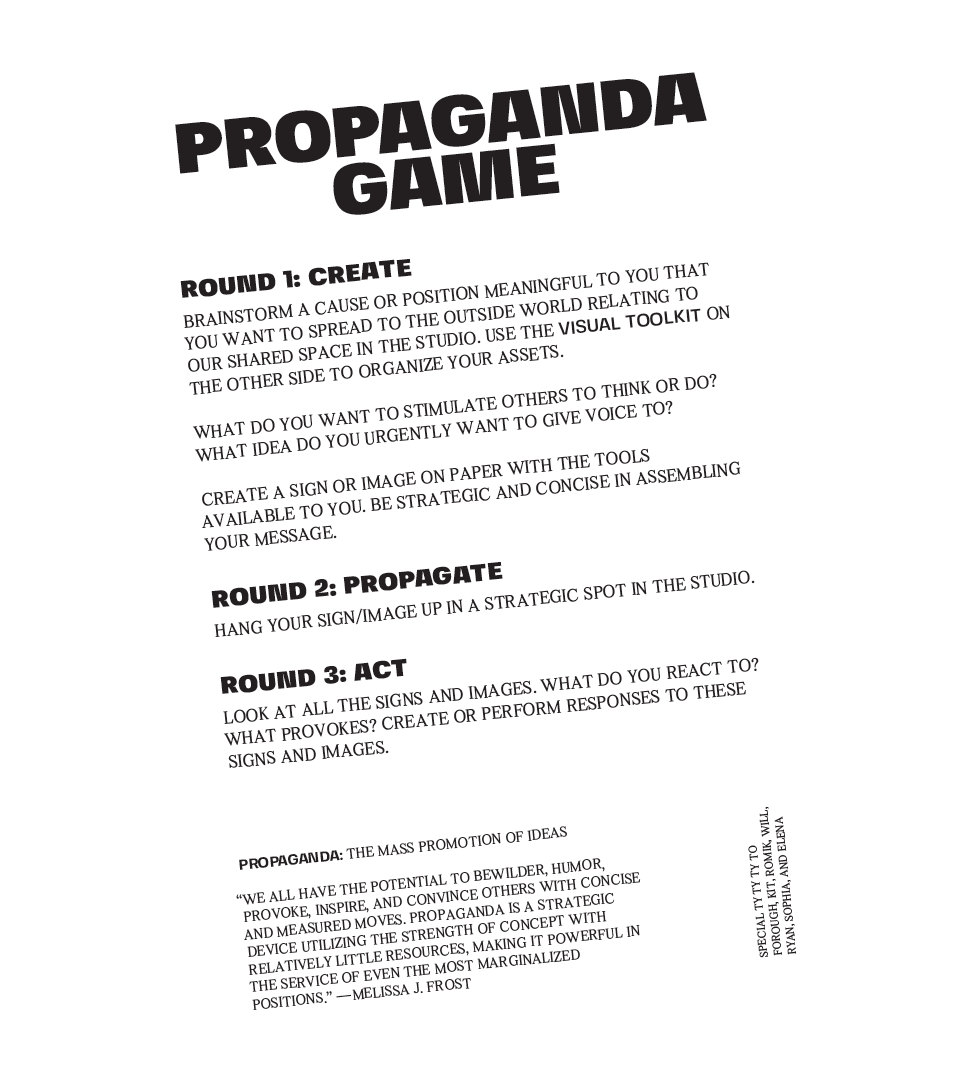 PROPAGANDA
GAME
ROUND 1: CREATE
BRAINSTORM A CAUSE OR POSITION MEANINGFUL TO YOU THAT
YOU WANT TO SPREAD TO THE OUTSIDE WORLD RELATING TO
OUR SHARED SPACE IN THE STUDIO. USE THE VISUAL TOOLKIT ON
THE OTHER SIDE TO ORGANIZE YOUR ASSETS.
WHAT DO YOU WANT TO STIMULATE OTHERS TO THINK OR DO?
WHAT IDEA DO YOU URGENTLY WANT TO GIVE VOICE TO?
CREATE A SIGN OR IMAGE ON PAPER WITH THE TOOLS
AVAILABLE TO YOU. BE STRATEGIC AND CONCISE IN ASSEMBLING
YOUR MESSAGE.
ROUND 2: PROPAGATE
HANG YOUR SIGN/IMAGE UP IN A STRATEGIC SPOT IN THE STUDIO.
ROUND 3: ACT
LOOK AT ALL THE SIGNS AND IMAGES. WHAT DO YOU REACT TO?
WHAT PROVOKES? CREATE OR PERFORM RESPONSES TO THESE
SIGNS AND IMAGES.
PROPAGANDA: THE MASS PROMOTION OF IDEAS
“WE ALL HAVE THE POTENTIAL TO BEWILDER, HUMOR,
PROVOKE, INSPIRE, AND CONVINCE OTHERS WITH CONCISE
AND MEASURED MOVES. PROPAGANDA IS A STRATEGIC
DEVICE UTILIZING THE STRENGTH OF CONCEPT WITH
RELATIVELY LITTLE RESOURCES, MAKING IT POWERFUL IN
THE SERVICE OF EVEN THE MOST MARGINALIZED
POSITIONS.” —MELISSA J. FROST
SPECIAL TY TY TY TO
FOROUGH, KIT, ROMIK, WILL,
RYAN, SOPHIA, AND ELENA